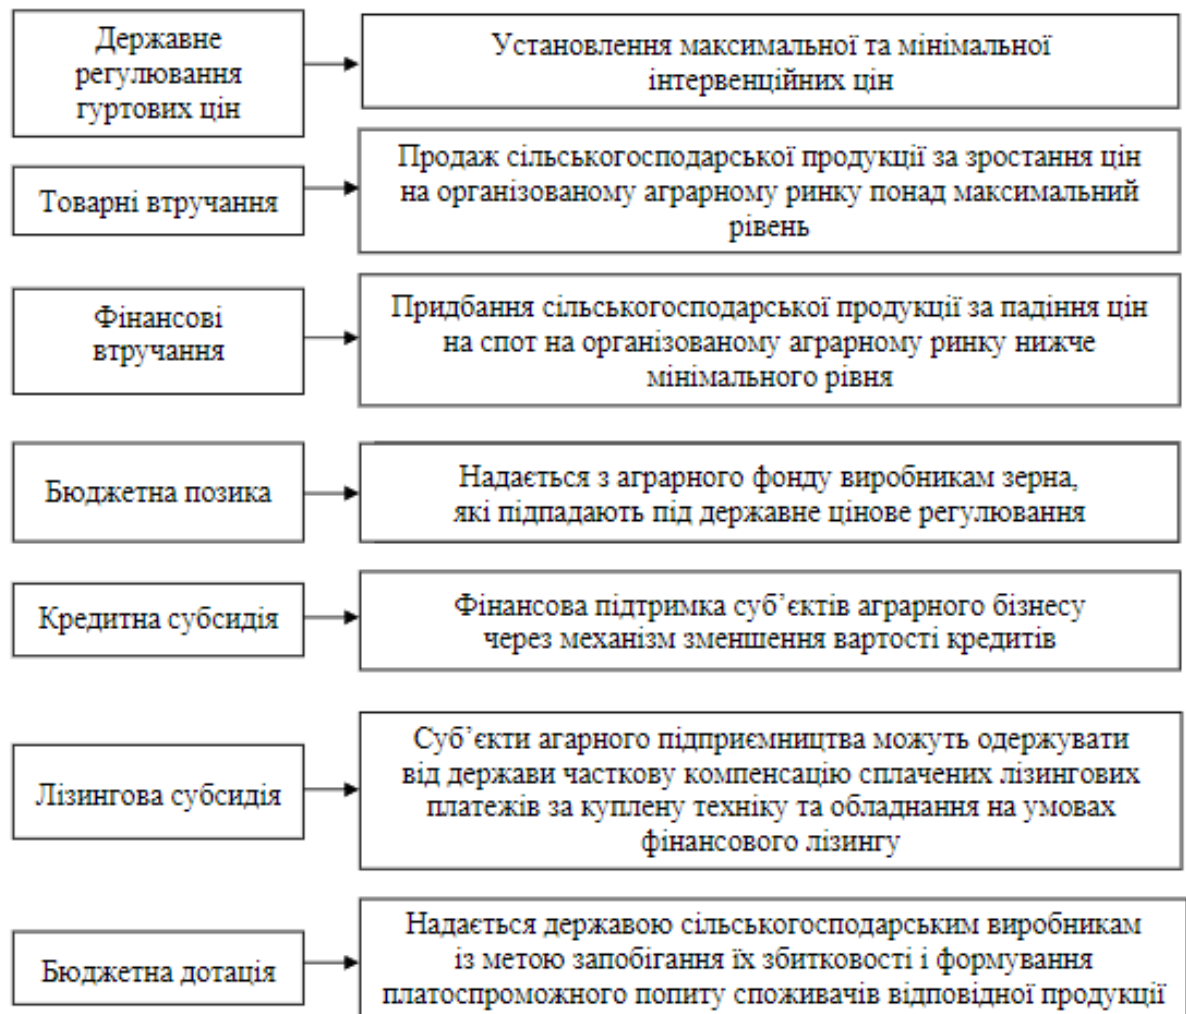 Державне
регулювання
гуртових цін
Установлення максимальної та мінімальної
інтервенційних цін
Товарні втручання
Продаж сільськогосподарської продукції за зростання цін
на організованому аграрному ринку понад максимальний
рівень
Фінансові
втручання
Придбання сільськогосподарської продукції за падіння цін
на спот на організованому аграрному ринку нижче
мінімального рівня
Бюджетна позика
Надається з аграрного фонду виробникам зерна,
які підпадають під державне цінове регулювання
Кредитна субсидія
Фінансова підтримка суб’єктів аграрного бізнесу
через механізм зменшення вартості кредитів
Лізингова субсидія
Суб’єкти агарного підприємництва можуть одержувати
від держави часткову компенсацію сплачених лізингових
платежів за куплену техніку та обладнання на умовах
фінансового лізингу
Бюджетна дотація
Надається державою сільськогосподарським виробникам
із метою запобігання їх збитковості і формування
платоспроможного попиту споживачів відповідної продукції